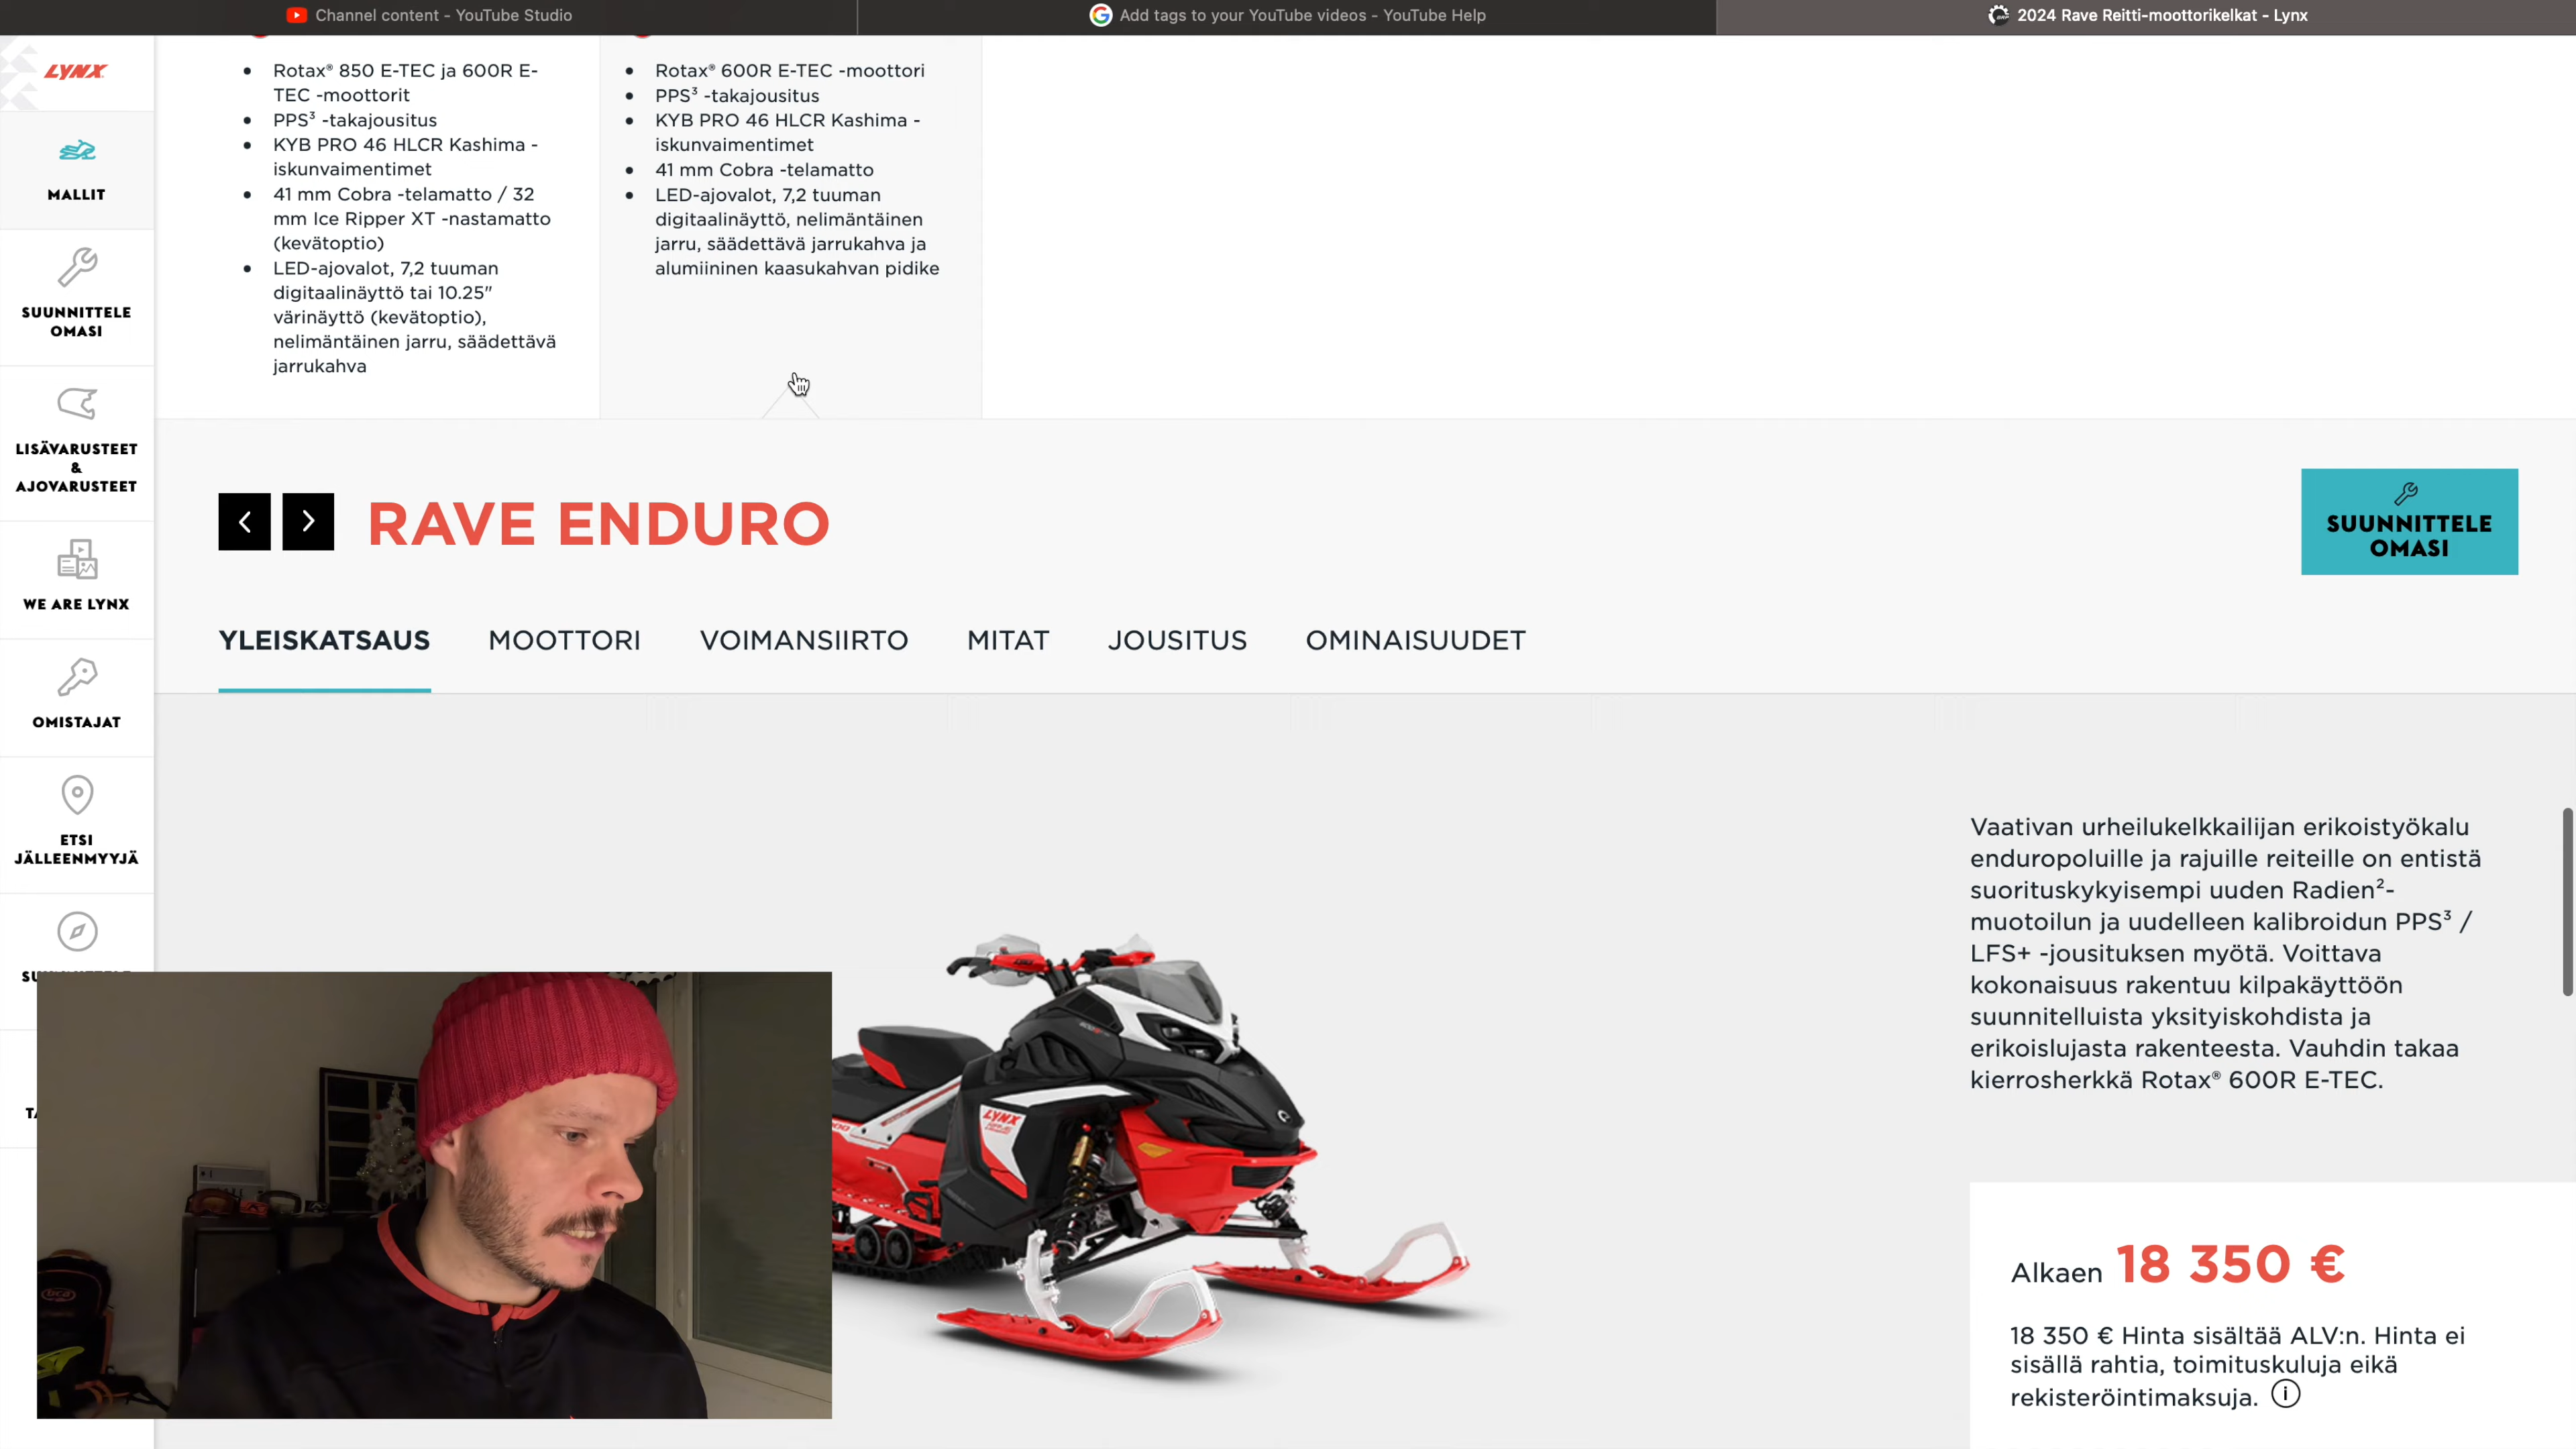 Channel content - YouTube Studio
Add tags to your YouTube videos - YouTube Help
2024 Rave Reitti-moottorikelkat - Lynx
LYNX
MALLIT
SUUNNITTELE
OMASI
LISÄVARUSTEET
&
AJOVARUSTEET
WE ARE LYNX
OMISTAJAT
ETSI
JÄLLEENMYYJÄ
Rotax® 850 E-TEC ja 600R E-
TEC -moottorit
PPS³ -takajousitus
KYB PRO 46 HLCR Kashima -
iskunvaimentimet
41 mm Cobra -telamatto / 32
mm Ice Ripper XT -nastamatto
(kevätoptio)
LED-ajovalot, 7,2 tuuman
digitaalinäyttö tai 10.25"
värinäyttö (kevätoptio),
nelimäntäinen jarru, säädettävä
jarrukahva
Rotax® 600R E-TEC -moottori
PPS³ -takajousitus
KYB PRO 46 HLCR Kashima -
iskunvaimentimet
41 mm Cobra -telamatto
LED-ajovalot, 7,2 tuuman
digitaalinäyttö, nelimäntäinen
jarru, säädettävä jarrukahva ja
alumiininen kaasukahvan pidike
RAVE ENDURO
SUUNNITTELE
OMASI
YLEISKATSAUS MOOTTORI VOIMANSIIRTO MITAT JOUSITUS OMINAISUUDET
Vaativan urheilukelkkailijan erikoistyökalu
enduropoluille ja rajuille reiteille on entistä
suorituskykyisempi uuden Radien²-
muotoilun ja uudelleen kalibroidun PPS³ /
LFS+ -jousituksen myötä. Voittava
kokonaisuus rakentuu kilpakäyttöön
suunnitelluista yksityiskohdista ja
erikoislujasta rakenteesta. Vauhdin takaa
kierrosherkkä Rotax® 600R E-TEC.
LYNX
bca
Alkaen 18 350 €
18 350 € Hinta sisältää ALV:n. Hinta ei
sisällä rahtia, toimituskuluja eikä
rekisteröintimaksuja.